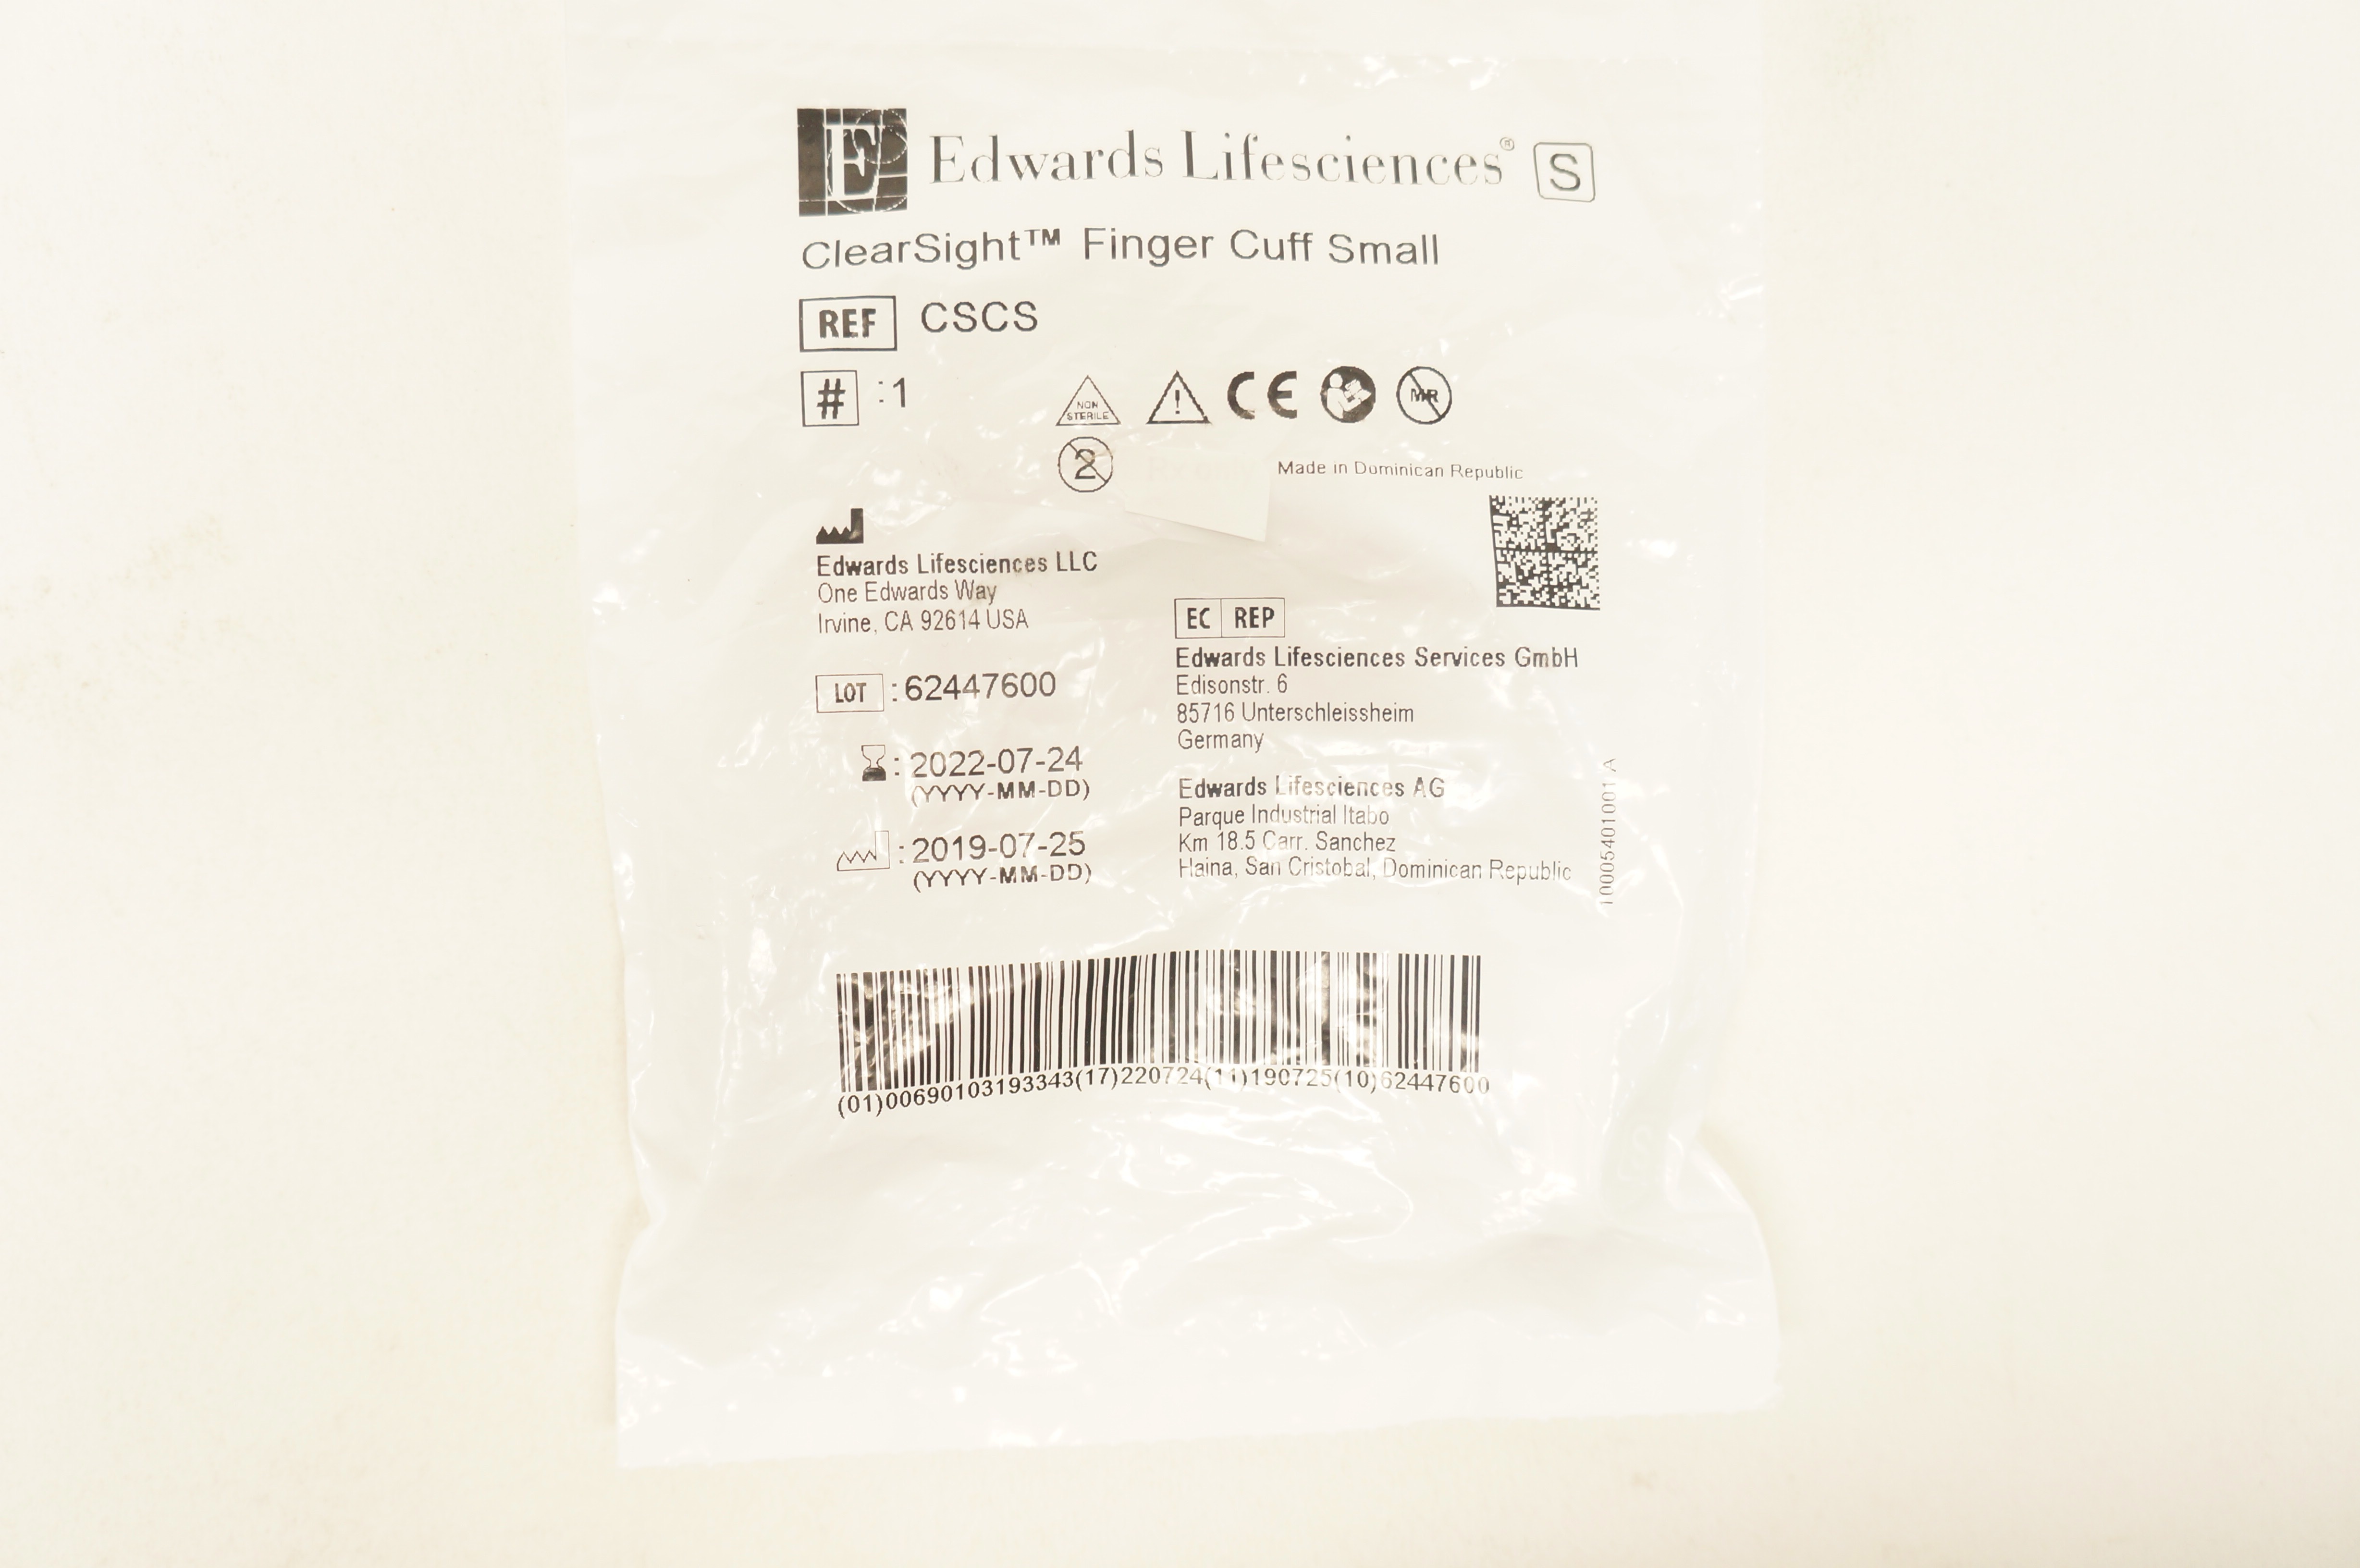 E Edwards Lifesciences® S
ClearSight™ Finger Cuff Small
REF CSCS
# :1
NON STERILE ! CE MR
2 Made in Dominican Republic
Edwards Lifesciences LLC
One Edwards Way
Irvine, CA 92614 USA
LOT : 62447600
: 2022-07-24
(YYYY-MM-DD)
: 2019-07-25
(YYYY-MM-DD)
EC REP
Edwards Lifesciences Services GmbH
Edisonstr. 6
85716 Unterschleissheim
Germany
Edwards Lifesciences AG
Parque Industrial Itabo
Km 18.5 Carr. Sanchez
Haina, San Cristobal, Dominican Republic
(01)00690103193343(17)220724(11)190725(10)62447600